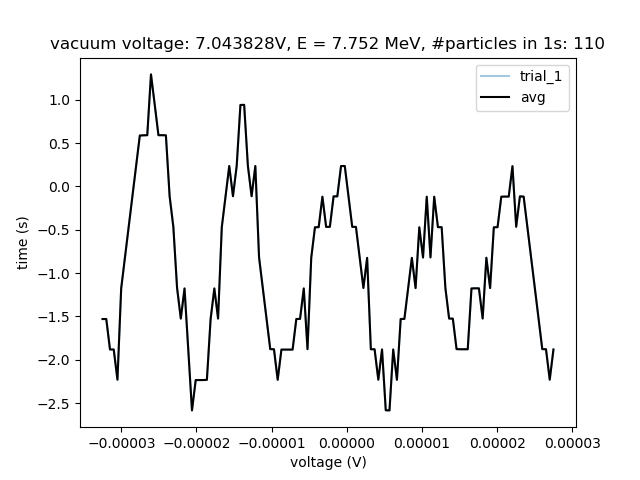 vacuum voltage: 7.043828V, E = 7.752 MeV, #particles in 1s: 110
trial_1
avg
1.0
0.5
0.0
−0.5
−1.0
−1.5
−2.0
−2.5
time (s)
−0.00003 −0.00002 −0.00001 0.00000 0.00001 0.00002 0.00003
voltage (V)